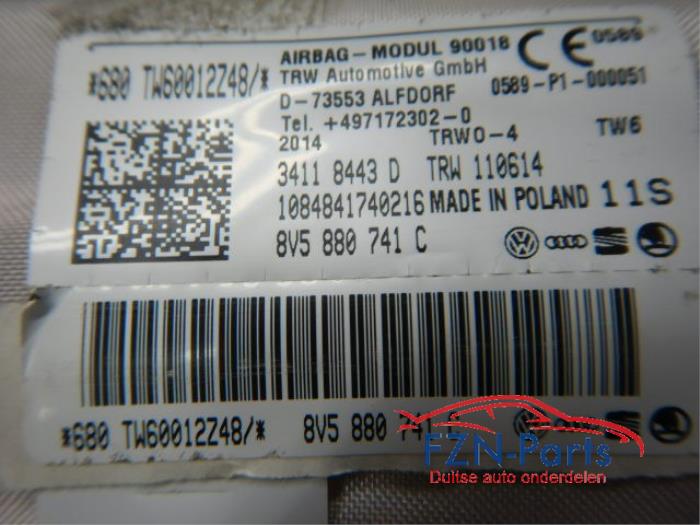 *680 TW60012Z48/*
AIRBAG-MODUL 90018
TRW Automotive GmbH
D-73553 ALFDORF
Tel. +497172302-0
2014 TRWO-4
CE 0589
0589-P1-000051
TW6
3411 8443 D TRW 110614
1084841740216 MADE IN POLAND 11S
8V5 880 741 C
*680 TW60012Z48/* 8V5 880 741 C
FZN-Parts
Duitse auto onderdelen